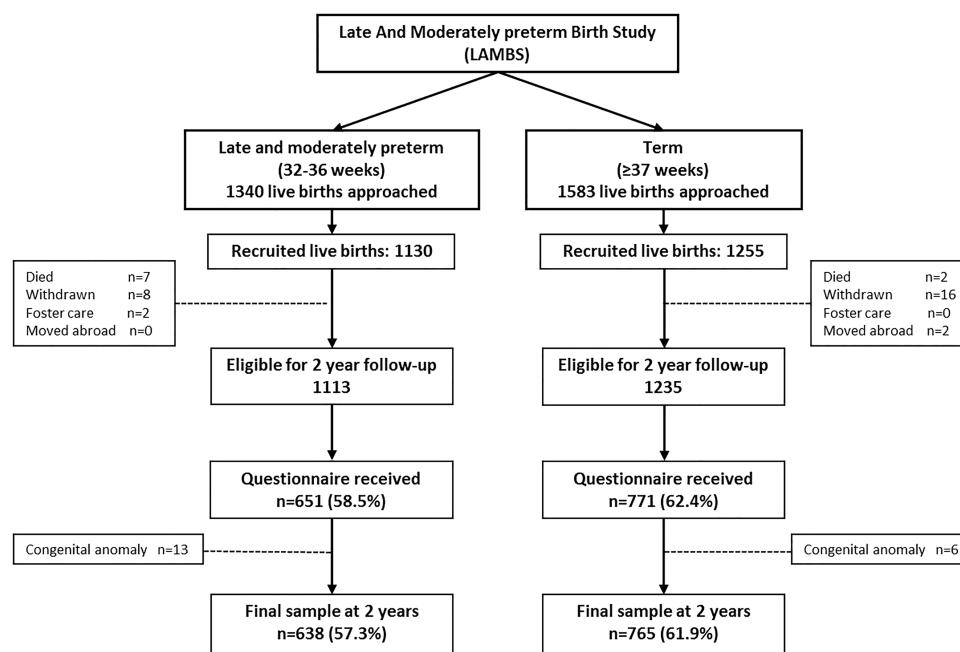 Late And Moderately preterm Birth Study
(LAMBS)
Late and moderately preterm
(32-36 weeks)
1340 live births approached
Term
(≥37 weeks)
1583 live births approached
Recruited live births: 1130
Recruited live births: 1255
Died n=7
Withdrawn n=8
Foster care n=2
Moved abroad n=0
Died n=2
Withdrawn n=16
Foster care n=0
Moved abroad n=2
Eligible for 2 year follow-up
1113
Eligible for 2 year follow-up
1235
Questionnaire received
n=651 (58.5%)
Questionnaire received
n=771 (62.4%)
Congenital anomaly n=13
Congenital anomaly n=6
Final sample at 2 years
n=638 (57.3%)
Final sample at 2 years
n=765 (61.9%)